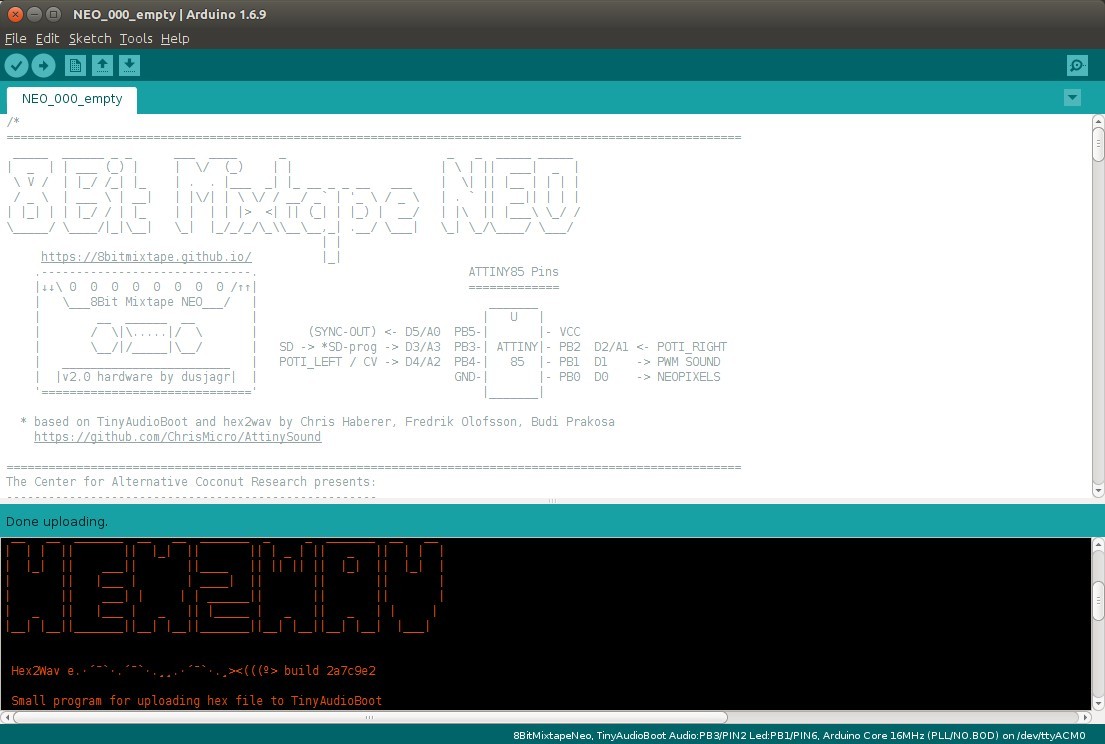 NEO_000_empty | Arduino 1.6.9
File Edit Sketch Tools Help
NEO_000_empty
/*
8Bit Mixtape NEO
https://8bitmixtape.github.io/
ATTINY85 Pins
|↓↓\ 0 0 0 0 0 0 0 0 /↑↑|
\___8Bit Mixtape NEO___/
U
(SYNC-OUT) <- D5/A0 PB5-| |- VCC
SD -> *SD-prog -> D3/A3 PB3-| ATTINY|- PB2 D2/A1 <- POTI_RIGHT
POTI_LEFT / CV -> D4/A2 PB4-| 85 |- PB1 D1 -> PWM SOUND
|v2.0 hardware by dusjagr| GND-| |- PB0 D0 -> NEOPIXELS
* based on TinyAudioBoot and hex2wav by Chris Haberer, Fredrik Olofsson, Budi Prakosa
https://github.com/ChrisMicro/AttinySound
The Center for Alternative Coconut Research presents:
Done uploading.
HEX2WAV
Hex2Wav e.·´¯`·.´¯`·.¸¸.·´¯`·.¸><(((º> build 2a7c9e2
Small program for uploading hex file to TinyAudioBoot
8BitMixtapeNeo, TinyAudioBoot Audio:PB3/PIN2 Led:PB1/PIN6, Arduino Core 16MHz (PLL/NO.BOD) on /dev/ttyACM0